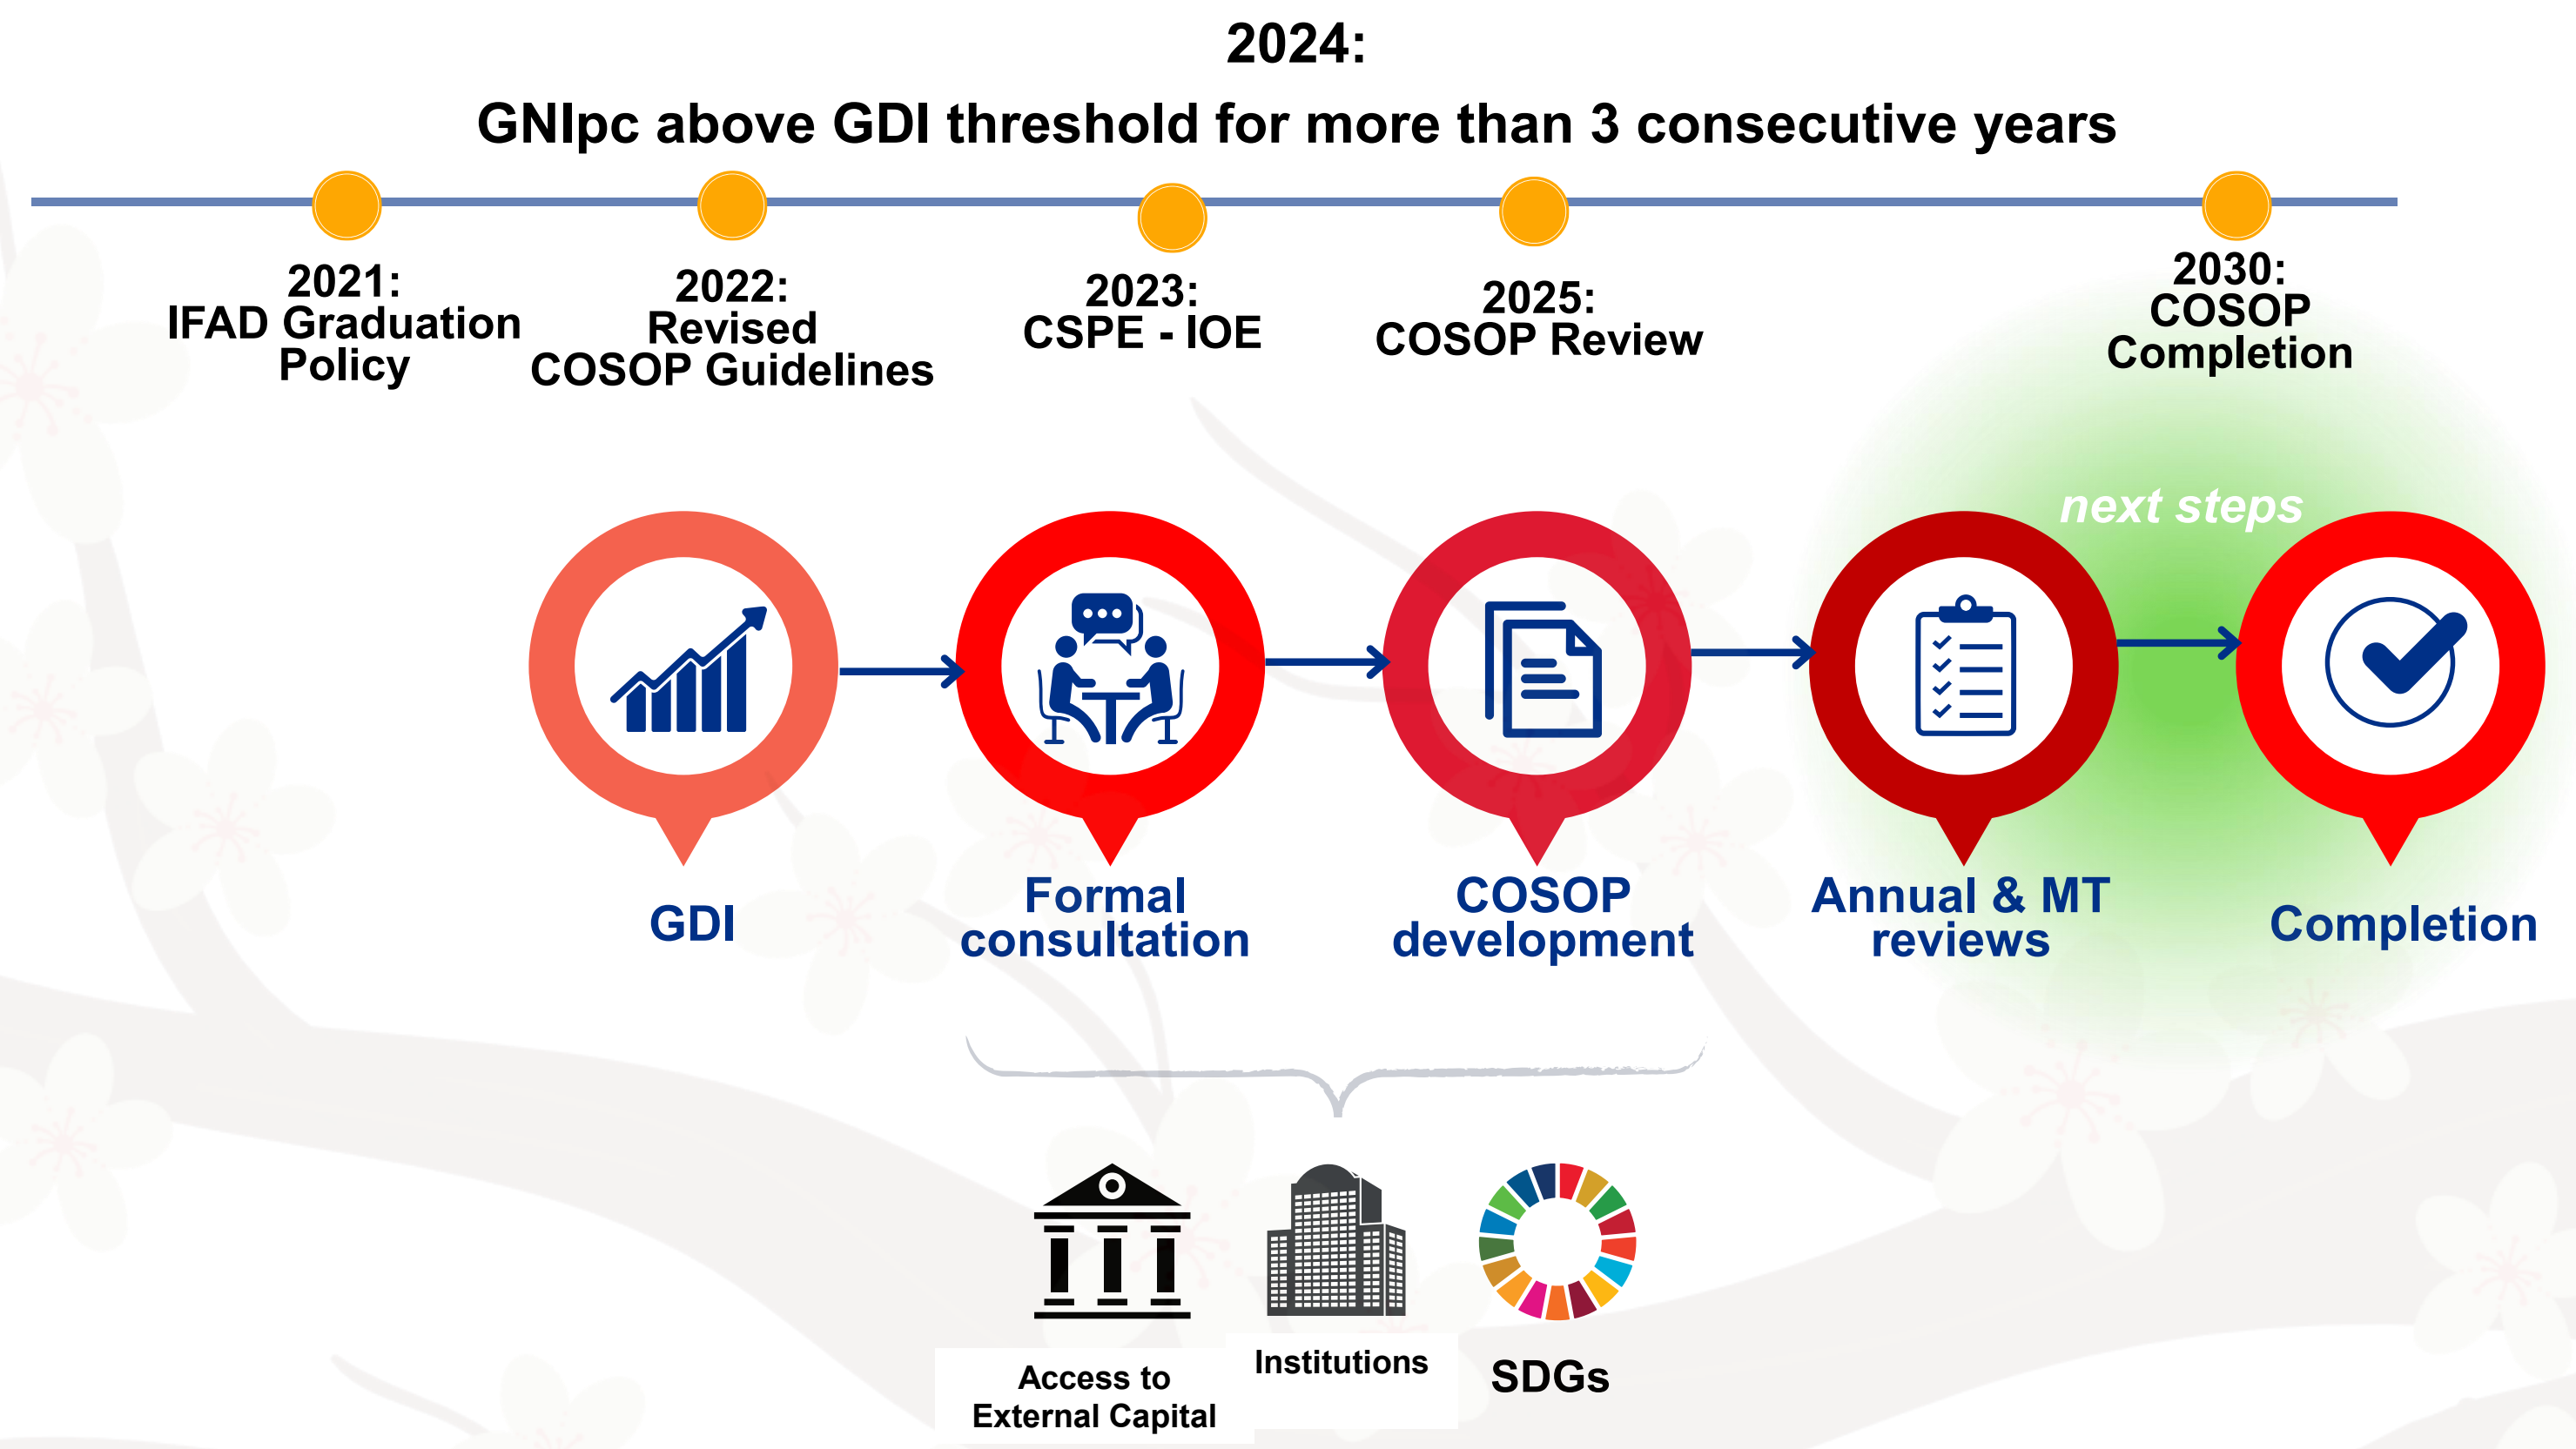 2024:
GNIpc above GDI threshold for more than 3 consecutive years
2021:
IFAD Graduation
Policy
2022:
Revised
COSOP Guidelines
2023:
CSPE - IOE
2025:
COSOP Review
2030:
COSOP
Completion
next steps
GDI
Formal
consultation
COSOP
development
Annual & MT
reviews
Completion
Access to
External Capital
Institutions
SDGs